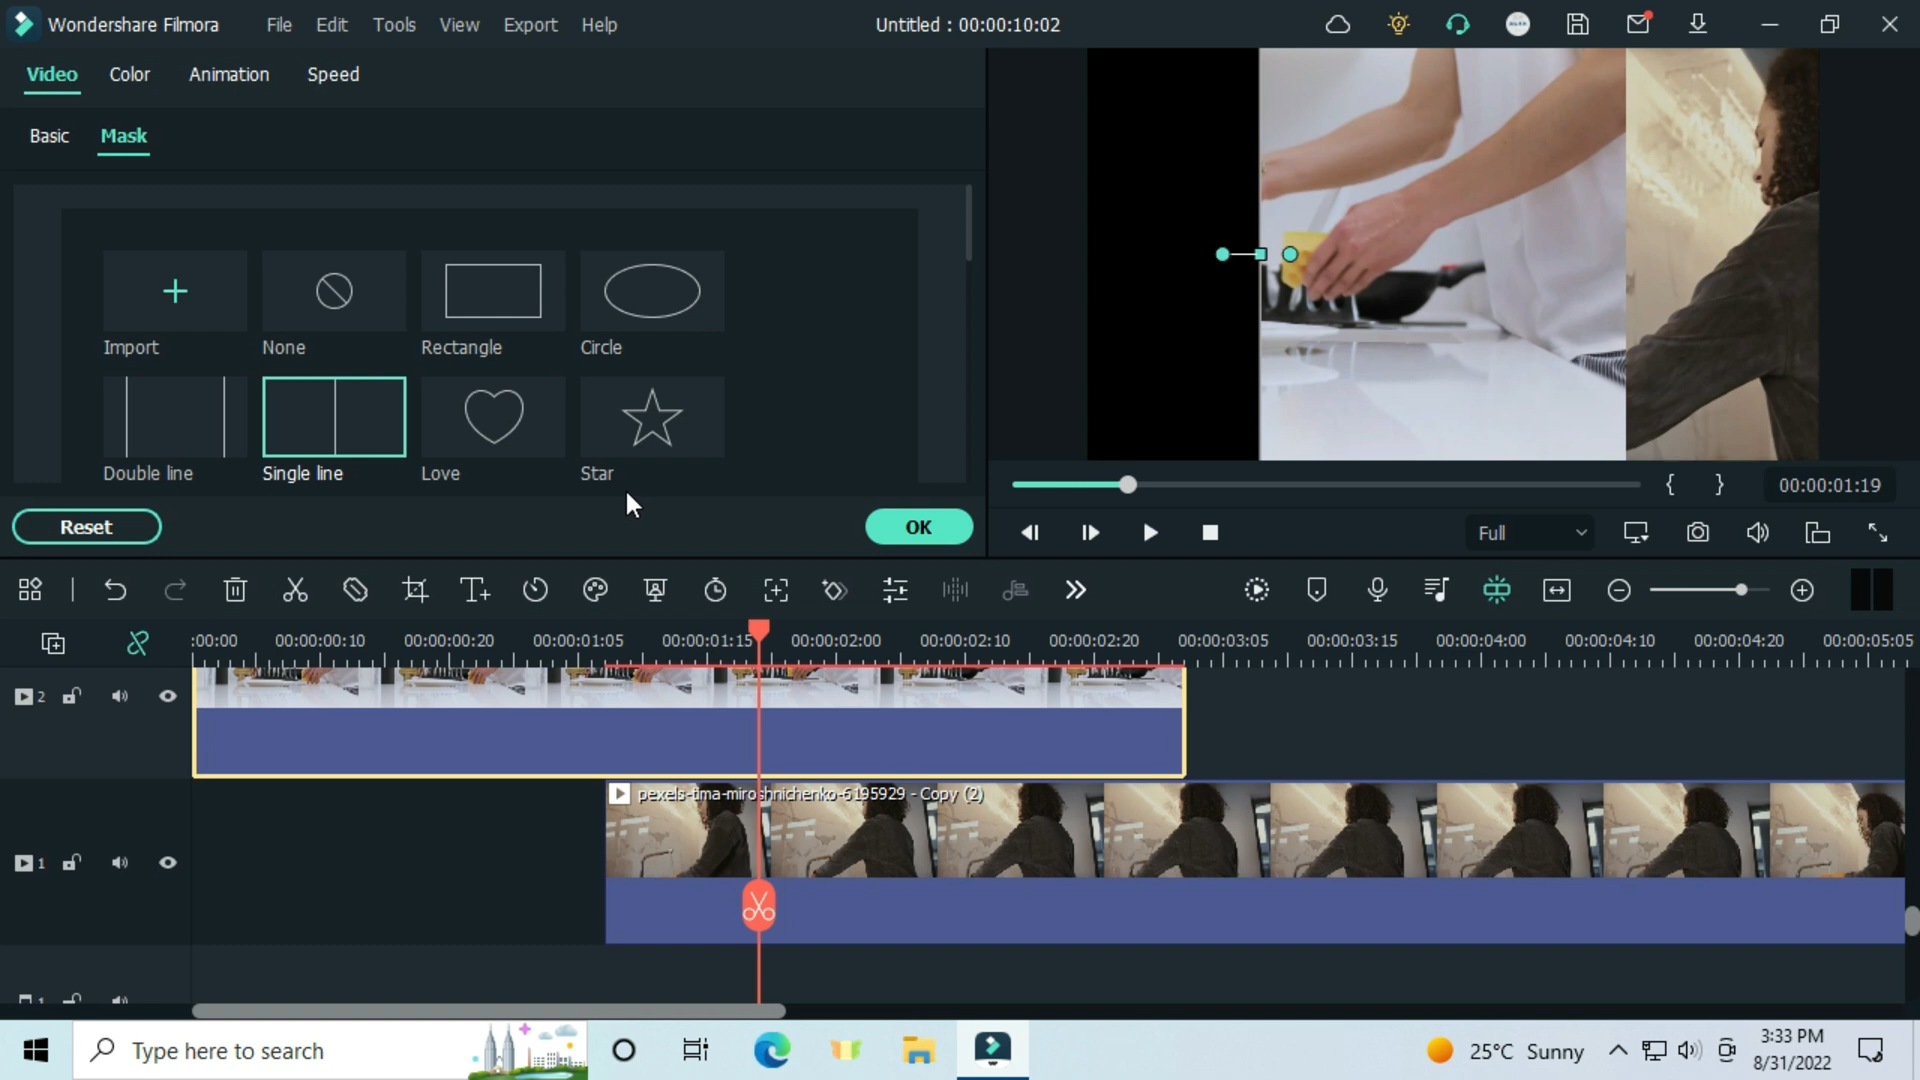 Wondershare Filmora File Edit Tools View Export Help Untitled : 00:00:10:02
Video Color Animation Speed
Basic Mask
Import None Rectangle Circle
Double line Single line Love Star
Reset OK
{ } 00:00:01:19
Full
:00:00 00:00:00:10 00:00:00:20 00:00:01:05 00:00:01:15 00:00:02:00 00:00:02:10 00:00:02:20 00:00:03:05 00:00:03:15 00:00:04:00 00:00:04:10 00:00:04:20 00:00:05:05
2
pexels-tima-miroshnichenko-6195929 - Copy (2)
1
1
Type here to search
25°C Sunny
3:33 PM
8/31/2022